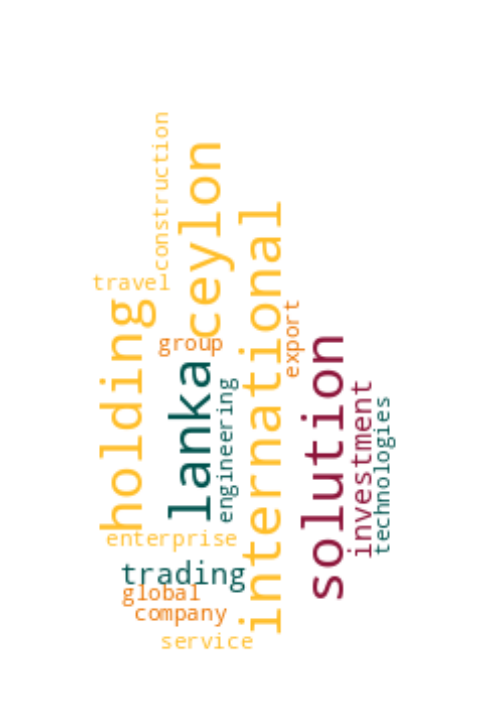 construction
ceylon
travel
holding
international
group
export
lanka
solution
engineering
investment
technologies
enterprise
trading
global
company
service